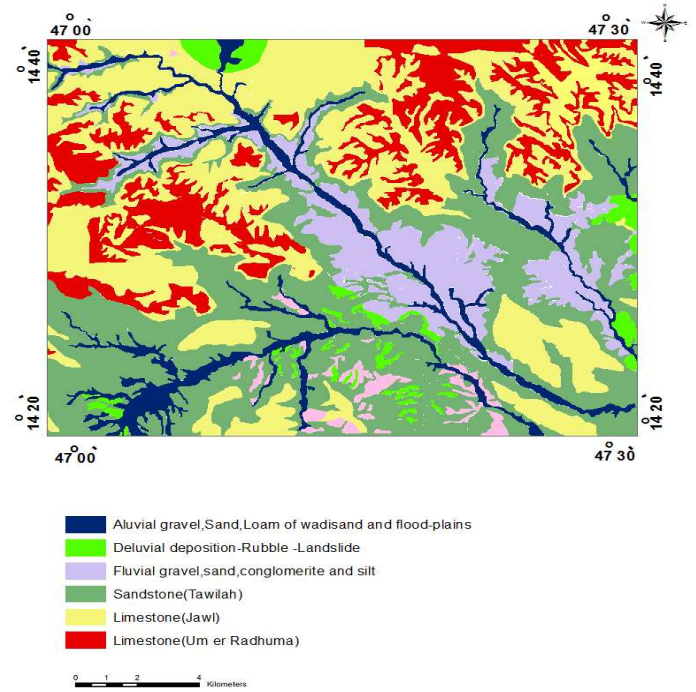 47 00' 47 30'
14 40' 14 40'
14 20' 14 20'
47 00' 47 30'
Aluvial gravel,Sand,Loam of wadisand and flood-plains
Deluvial deposition-Rubble -Landslide
Fluvial gravel,sand,conglomerite and silt
Sandstone(Tawilah)
Limestone(Jawl)
Limestone(Um er Radhuma)
0 1 2 4
Kilometers